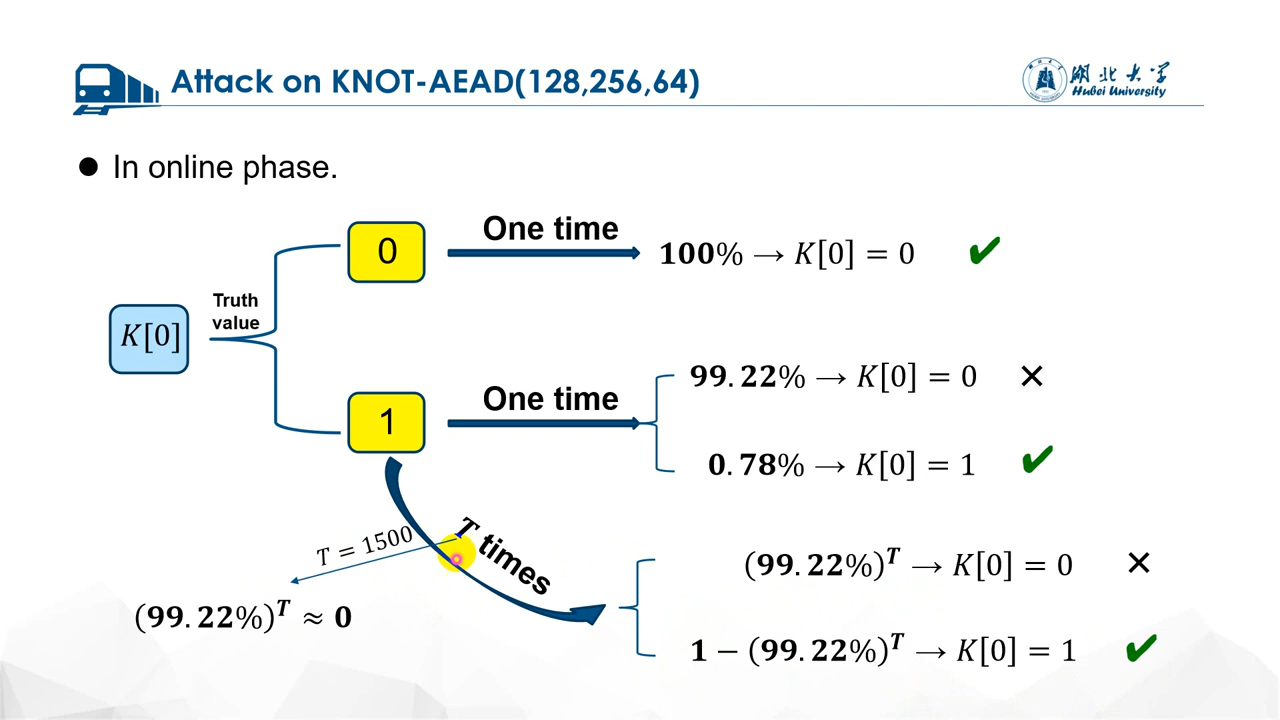 Attack on KNOT-AEAD(128,256,64)
湖北大学
Hubei University
● In online phase.
K[0]
Truth
value
0
One time
100% → K[0] = 0 ✔
1
One time
99.22% → K[0] = 0 ✕
0.78% → K[0] = 1 ✔
T times
T = 1500
(99.22%)^T ≈ 0
(99.22%)^T → K[0] = 0 ✕
1 − (99.22%)^T → K[0] = 1 ✔